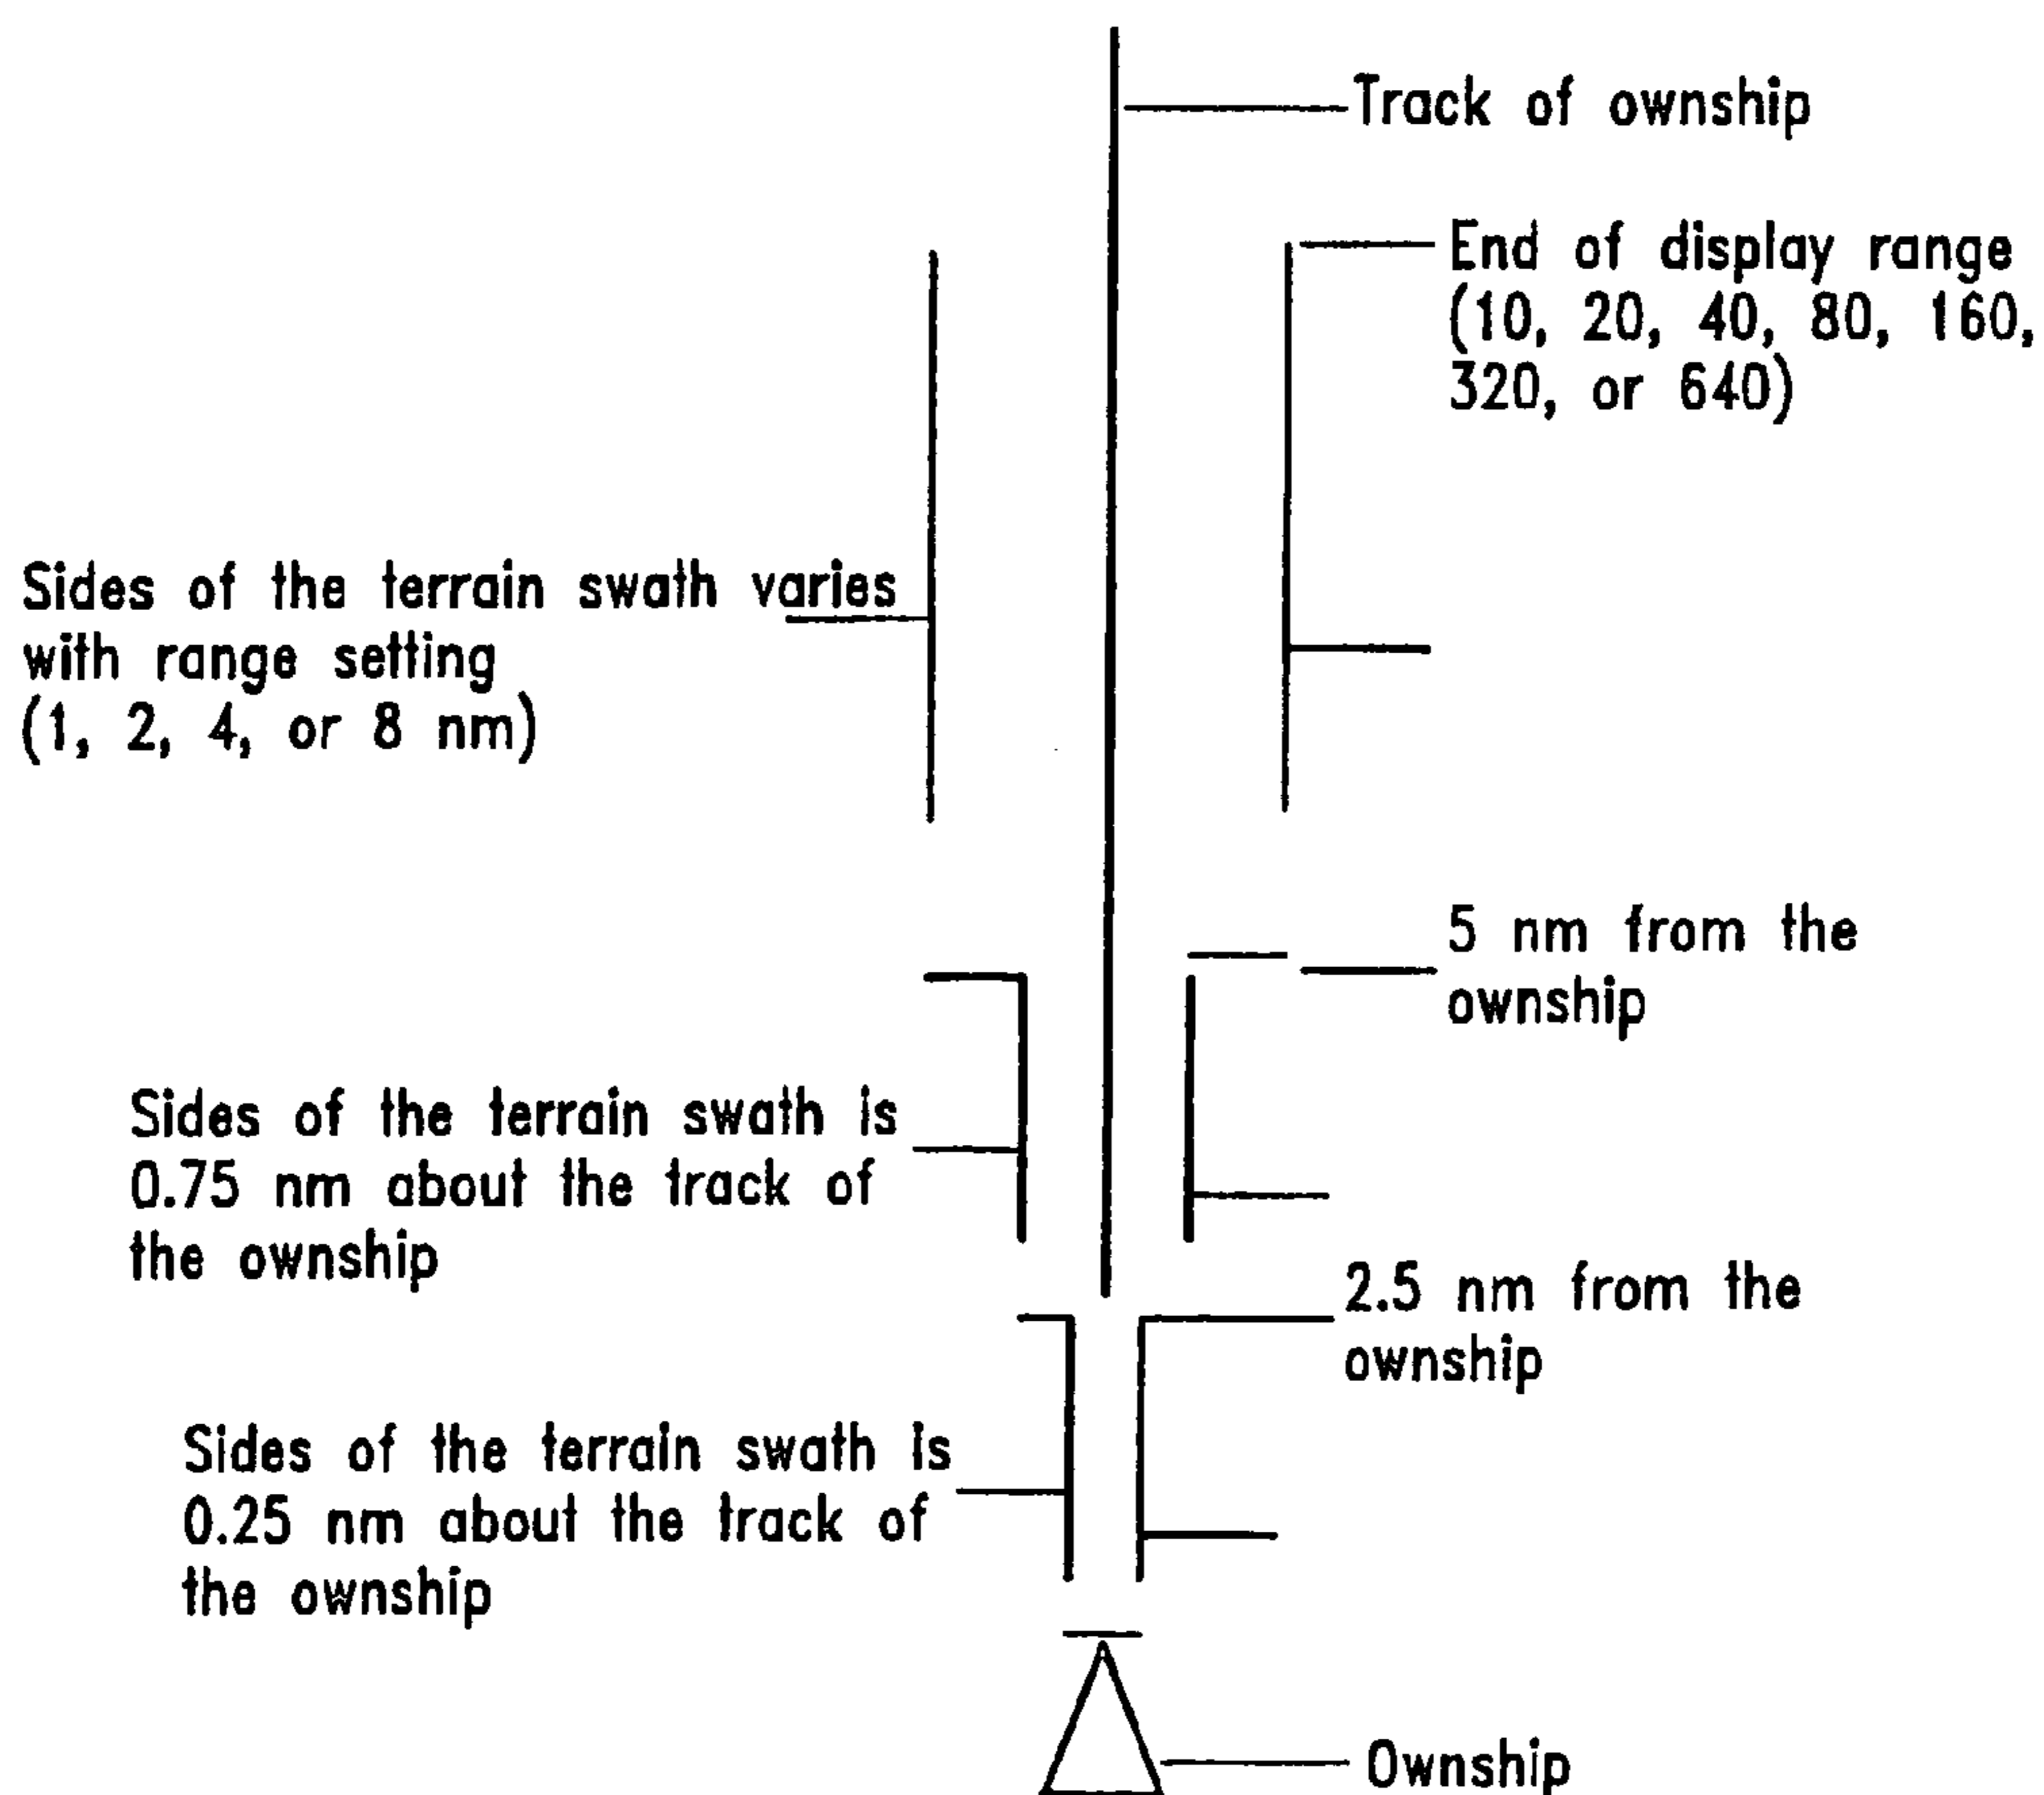 Track of ownship
End of display range
(10, 20, 40, 80, 160,
320, or 640)
Sides of the terrain swath varies
with range setting
(1, 2, 4, or 8 nm)
5 nm from the
ownship
Sides of the terrain swath is
0.75 nm about the track of
the ownship
2.5 nm from the
ownship
Sides of the terrain swath is
0.25 nm about the track of
the ownship
Ownship